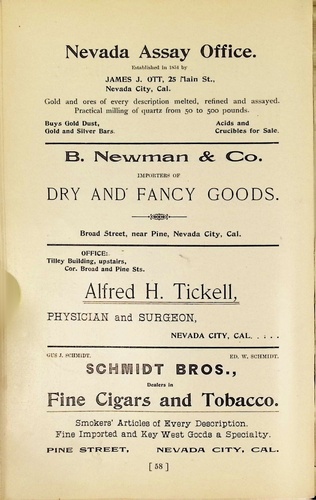 Nevada Assay Office.
Established in 1851 by
JAMES J. OTT, 25 Main St.,
Nevada City, Cal.
Gold and ores of every description melted, refined and assayed.
Practical milling of quartz from 50 to 500 pounds.
Buys Gold Dust,
Gold and Silver Bars.
Acids and
Crucibles for Sale.
B. Newman & Co.
IMPORTERS OF
DRY AND FANCY GOODS.
Broad Street, near Pine, Nevada City, Cal.
OFFICE:
Tilley Building, upstairs,
Cor. Broad and Pine Sts.
Alfred H. Tickell,
PHYSICIAN and SURGEON,
NEVADA CITY, CAL. . . . .
GUS J. SCHMIDT. ED. W. SCHMIDT.
SCHMIDT BROS.,
Dealers in
Fine Cigars and Tobacco.
Smokers' Articles of Every Description.
Fine Imported and Key West Goods a Specialty.
PINE STREET, NEVADA CITY, CAL.
[ 58 ]